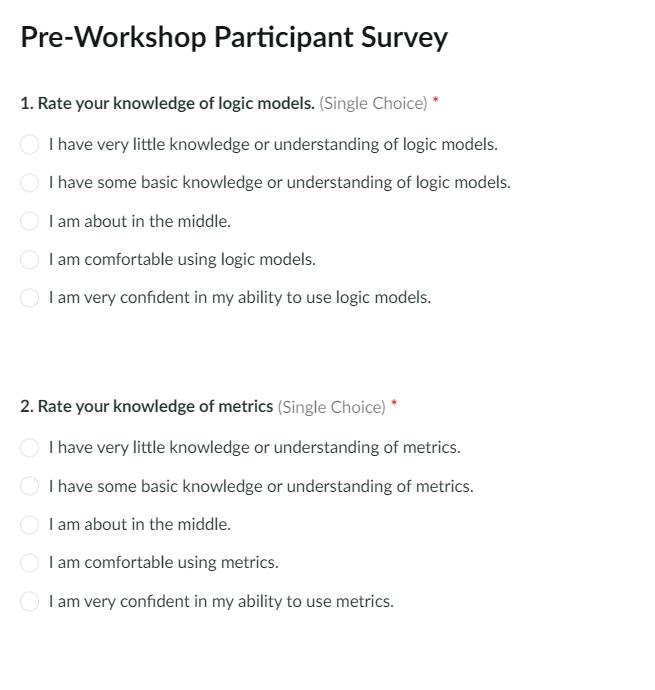 Pre-Workshop Participant Survey
1. Rate your knowledge of logic models. (Single Choice) *
I have very little knowledge or understanding of logic models.
I have some basic knowledge or understanding of logic models.
I am about in the middle.
I am comfortable using logic models.
I am very confident in my ability to use logic models.
2. Rate your knowledge of metrics (Single Choice) *
I have very little knowledge or understanding of metrics.
I have some basic knowledge or understanding of metrics.
I am about in the middle.
I am comfortable using metrics.
I am very confident in my ability to use metrics.